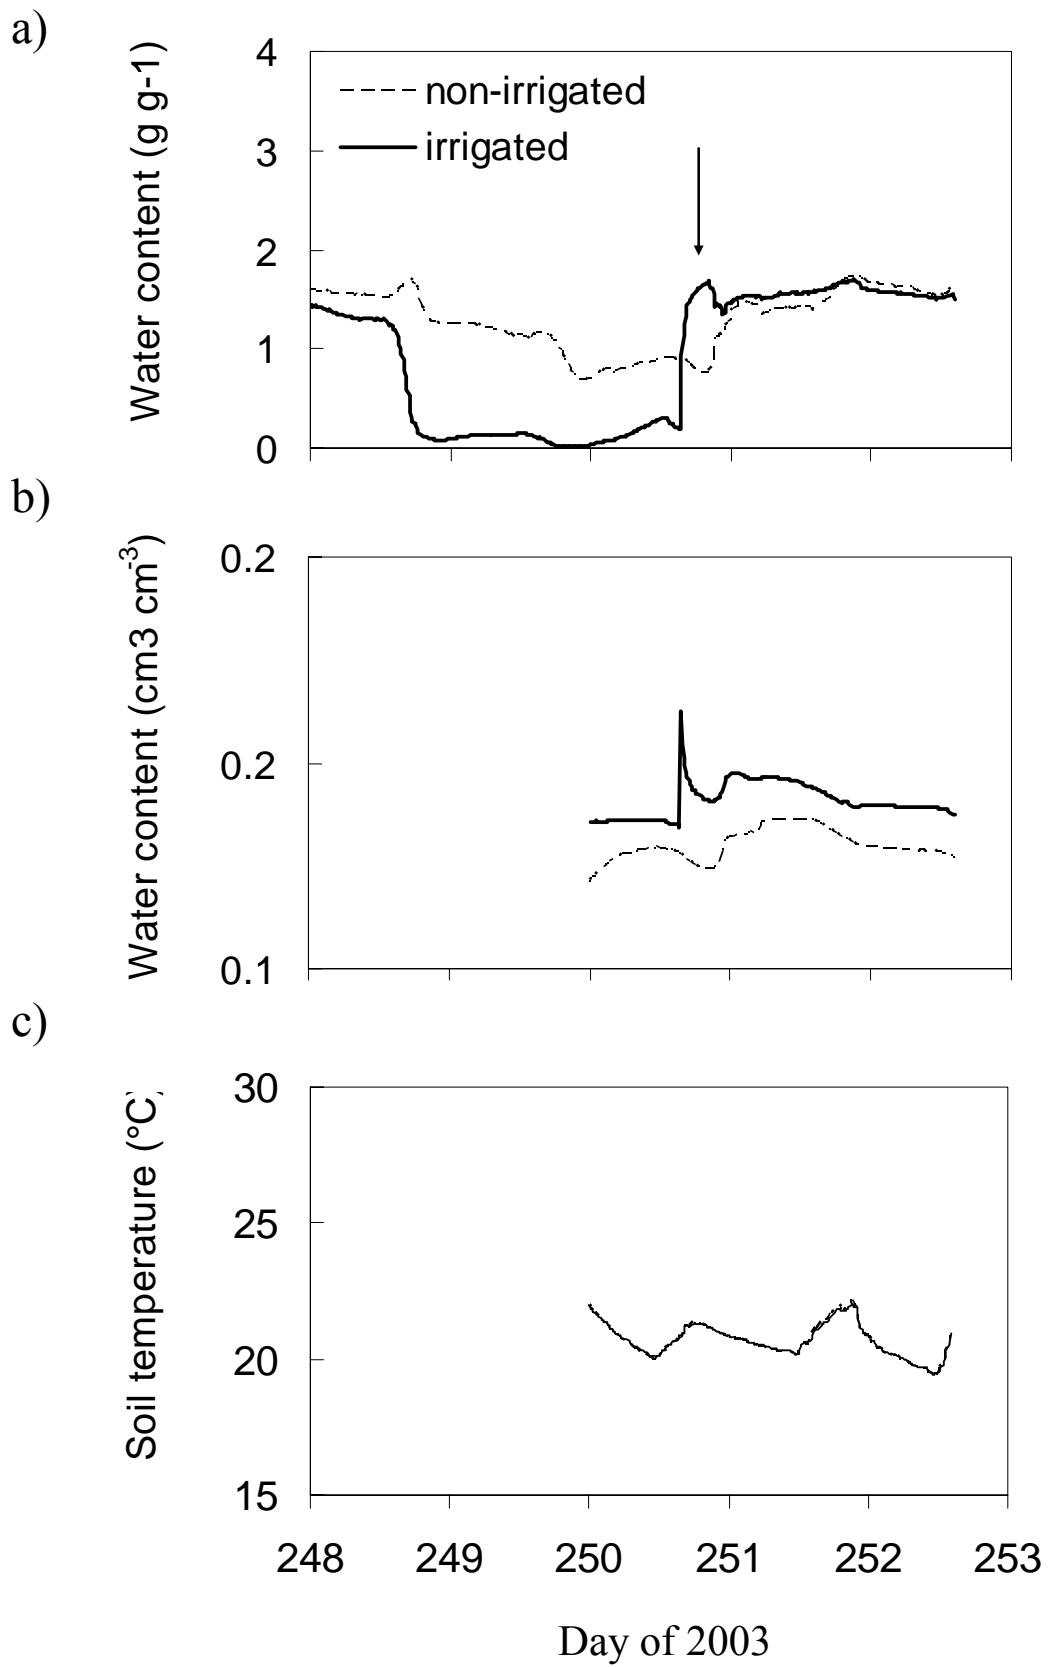 a)
Water content (g g-1)
4
3
2
1
0
non-irrigated
irrigated
b)
Water content (cm3 cm-3)
0.2
0.2
0.1
c)
Soil temperature (°C)
30
25
20
15
248 249 250 251 252 253
Day of 2003